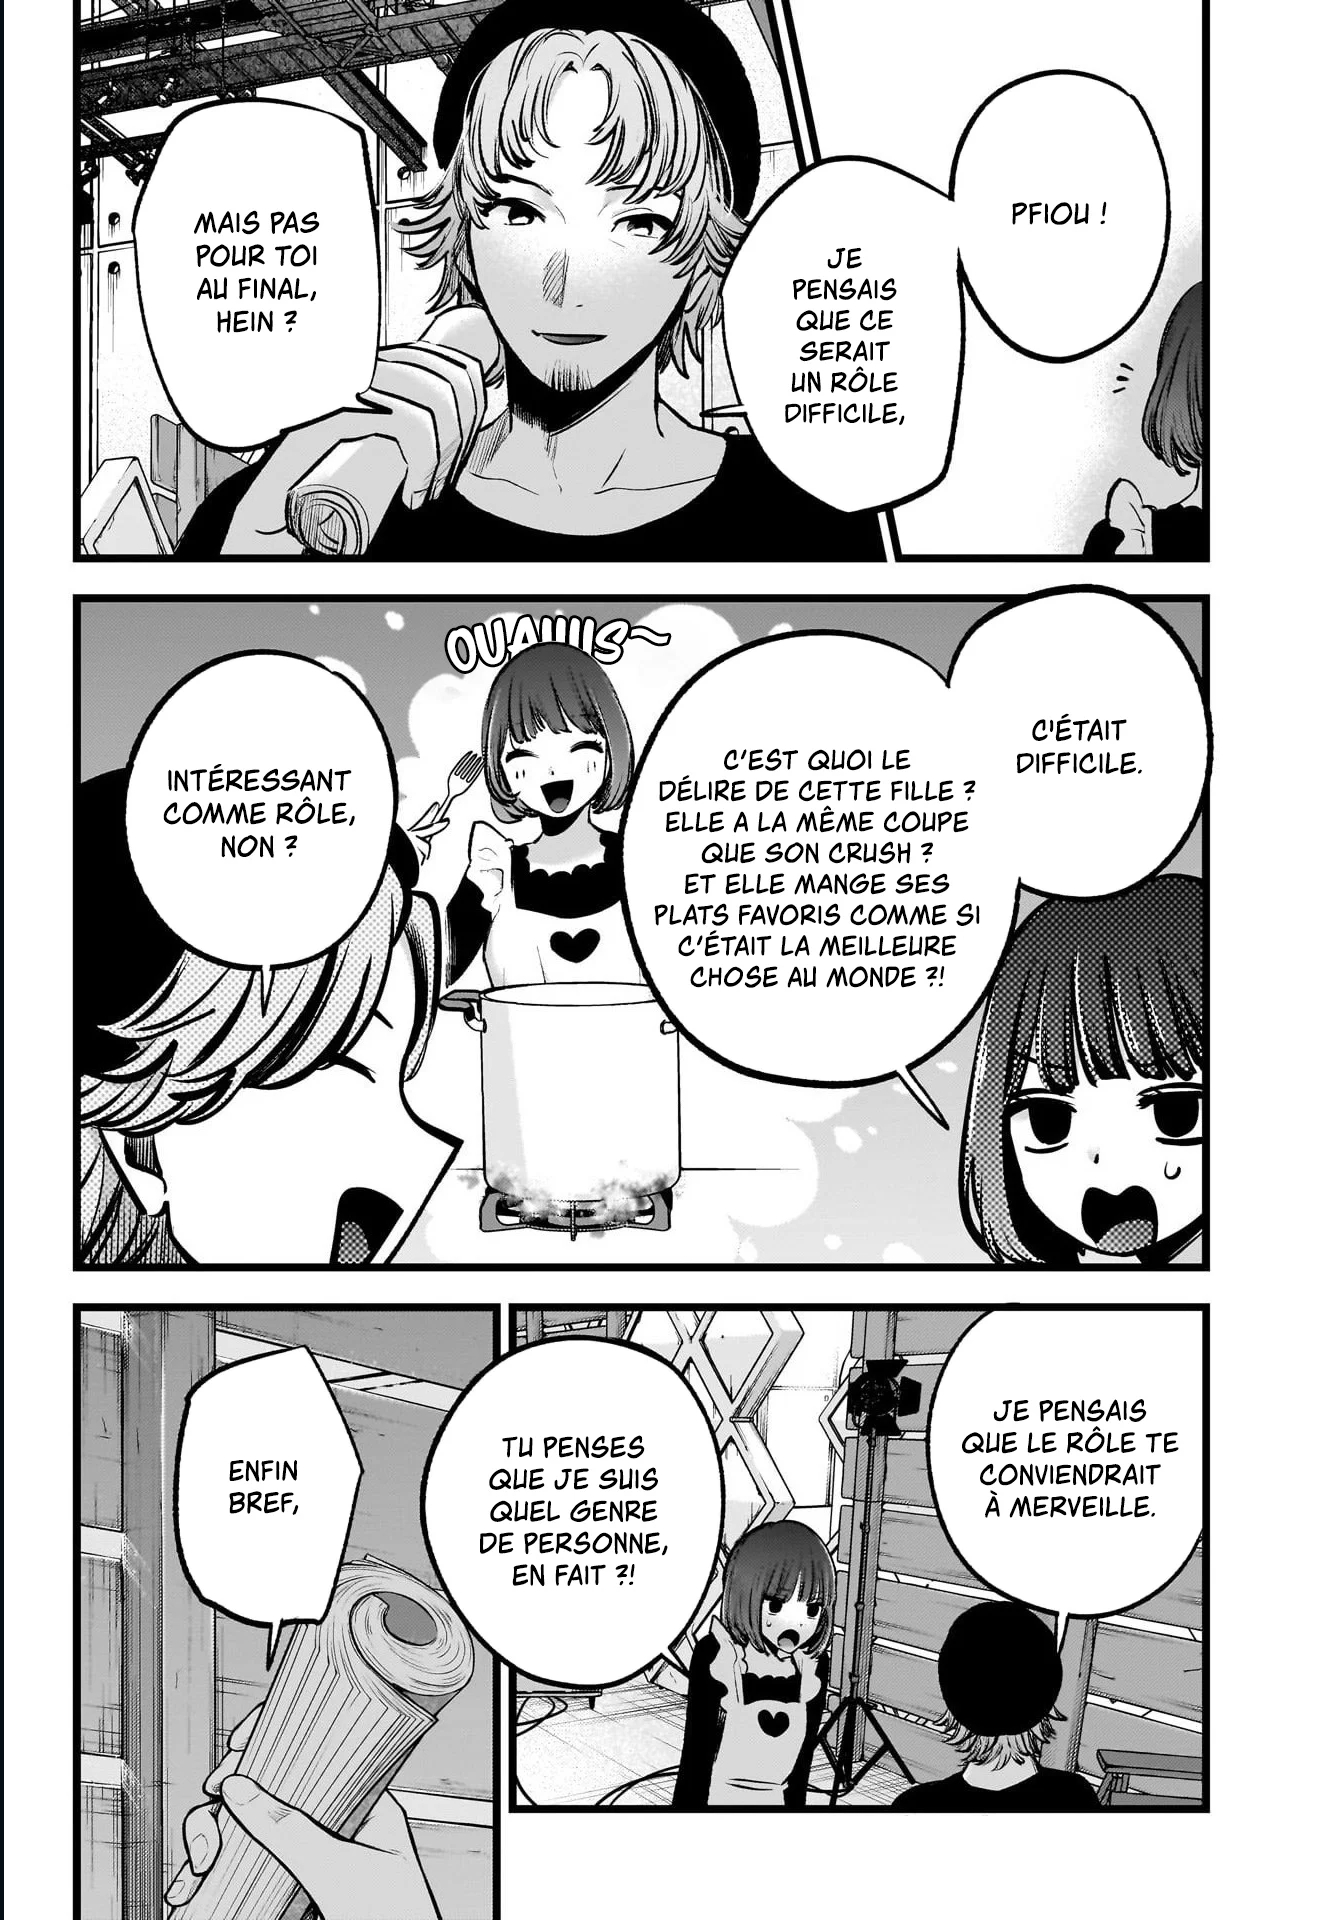 PFIOU !
JE
PENSAIS
QUE CE
SERAIT
UN RÔLE
DIFFICILE,
MAIS PAS
POUR TOI
AU FINAL,
HEIN ?
C'ÉTAIT
DIFFICILE.
C'EST QUOI LE
DÉLIRE DE CETTE FILLE ?
ELLE A LA MÊME COUPE
QUE SON CRUSH ?
ET ELLE MANGE SES
PLATS FAVORIS COMME SI
C'ÉTAIT LA MEILLEURE
CHOSE AU MONDE ?!
OUAIIIIS~
INTÉRESSANT
COMME RÔLE,
NON ?
JE PENSAIS
QUE LE RÔLE TE
CONVIENDRAIT
À MERVEILLE.
TU PENSES
QUE JE SUIS
QUEL GENRE
DE PERSONNE,
EN FAIT ?!
ENFIN
BREF,